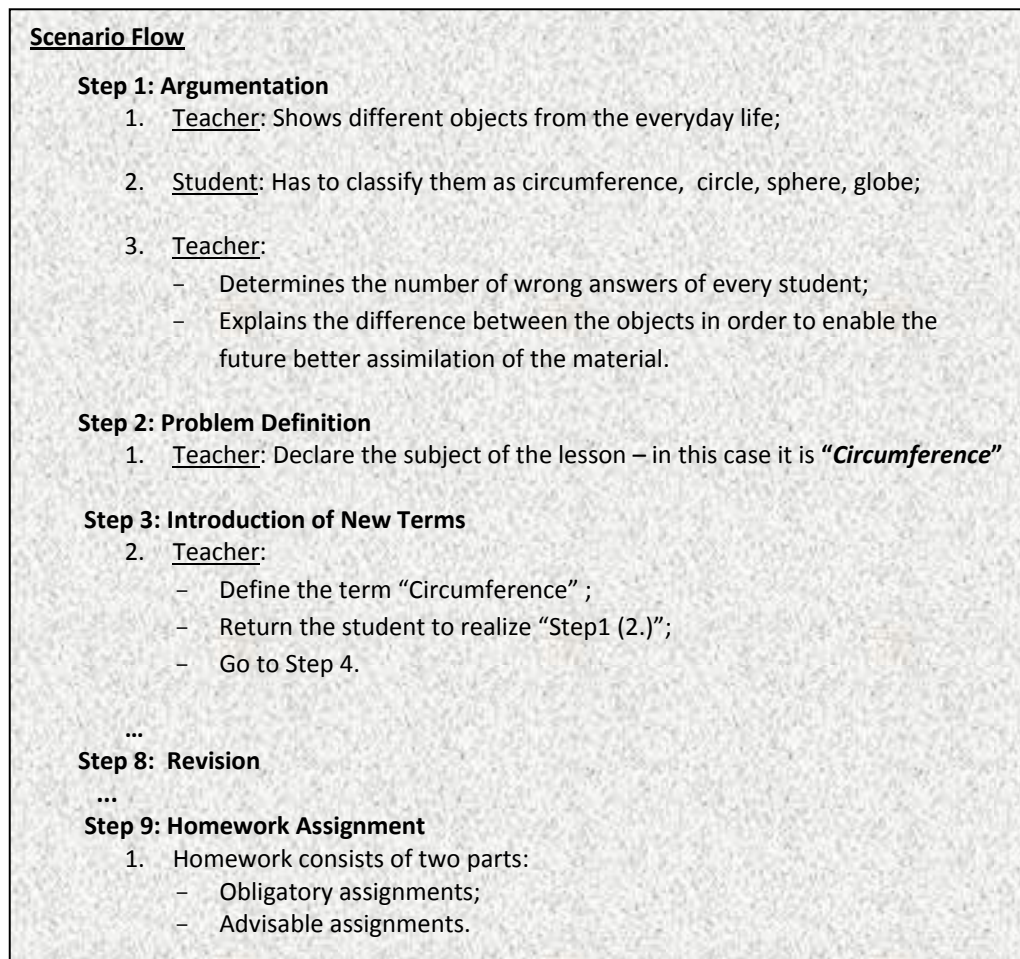 Scenario Flow
Step 1: Argumentation
1. Teacher: Shows different objects from the everyday life;
2. Student: Has to classify them as circumference, circle, sphere, globe;
3. Teacher:
- Determines the number of wrong answers of every student;
- Explains the difference between the objects in order to enable the
future better assimilation of the material.
Step 2: Problem Definition
1. Teacher: Declare the subject of the lesson – in this case it is “Circumference”
Step 3: Introduction of New Terms
2. Teacher:
- Define the term “Circumference” ;
- Return the student to realize “Step1 (2.)”;
- Go to Step 4.
…
Step 8: Revision
...
Step 9: Homework Assignment
1. Homework consists of two parts:
- Obligatory assignments;
- Advisable assignments.